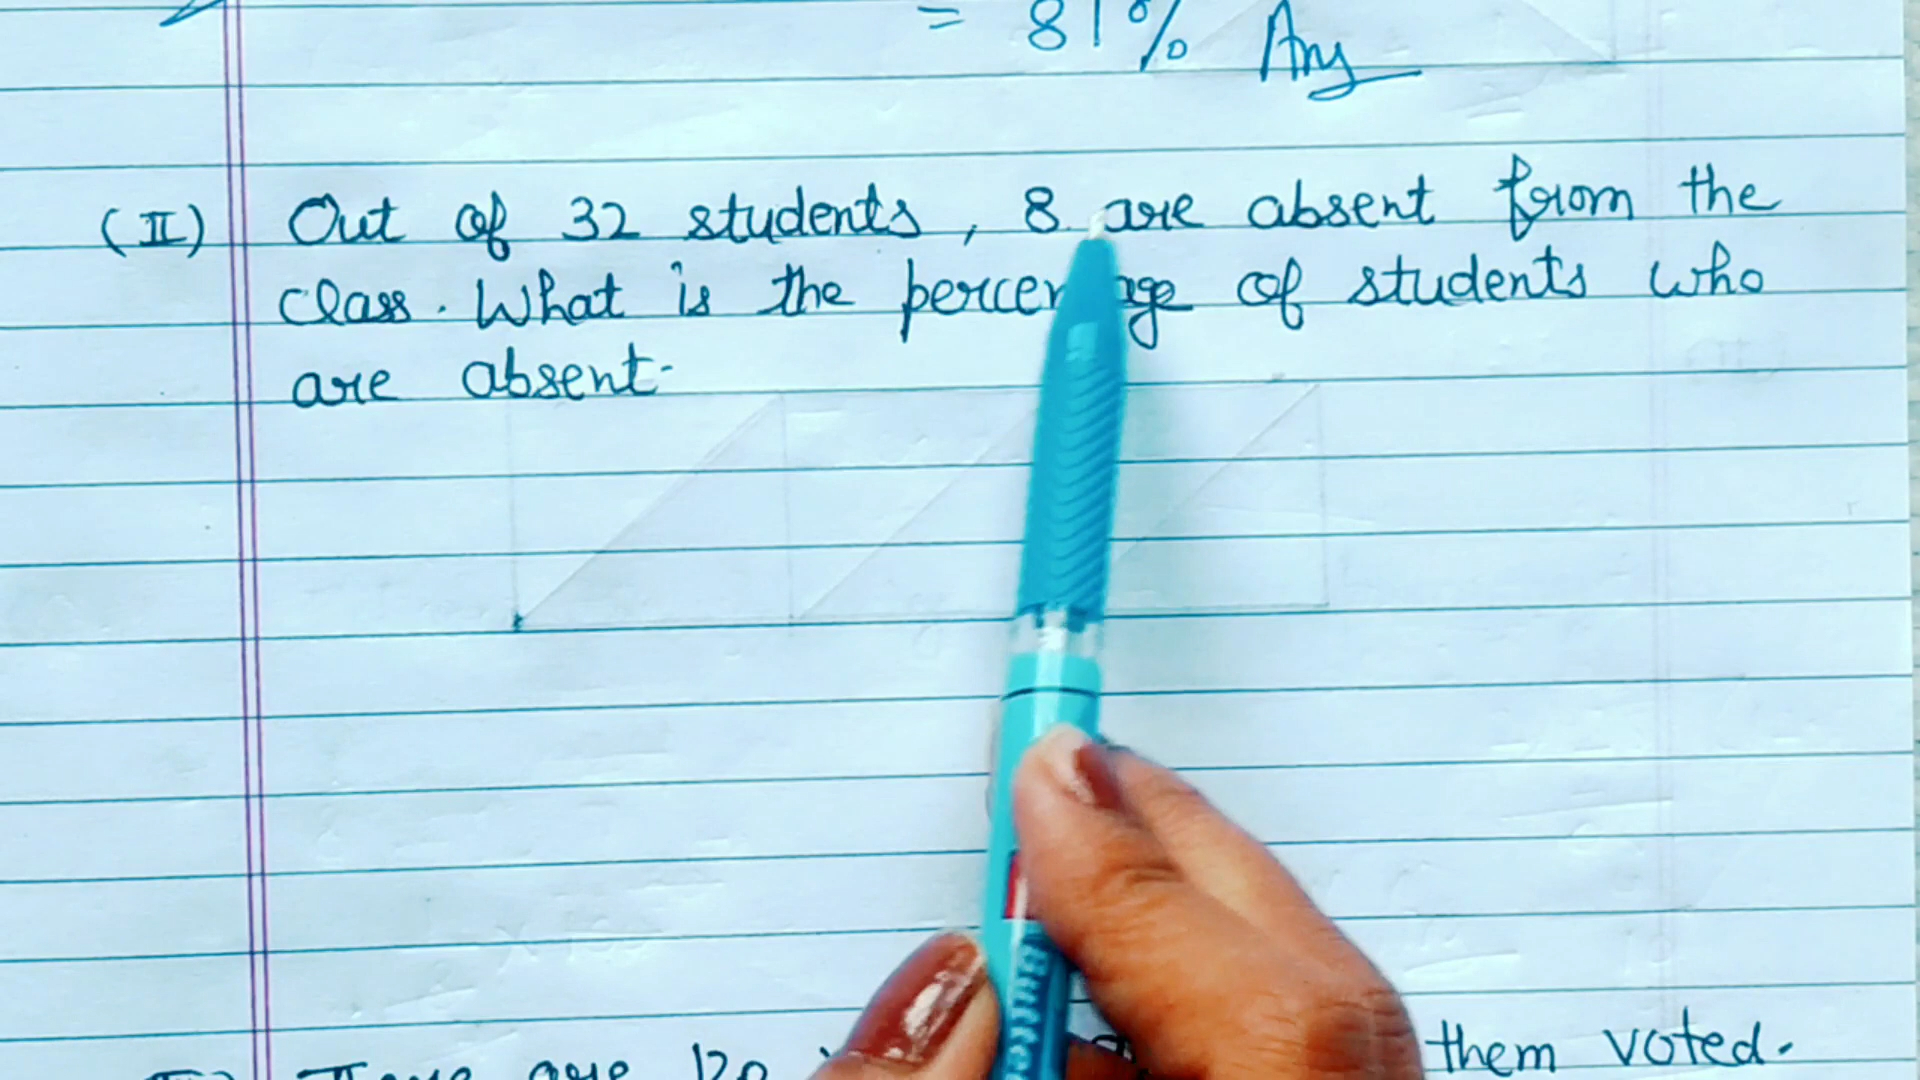 = 81% Ans
(II) Out of 32 students, 8 are absent from the
class. What is the percentage of students who
are absent.
120 them voted.